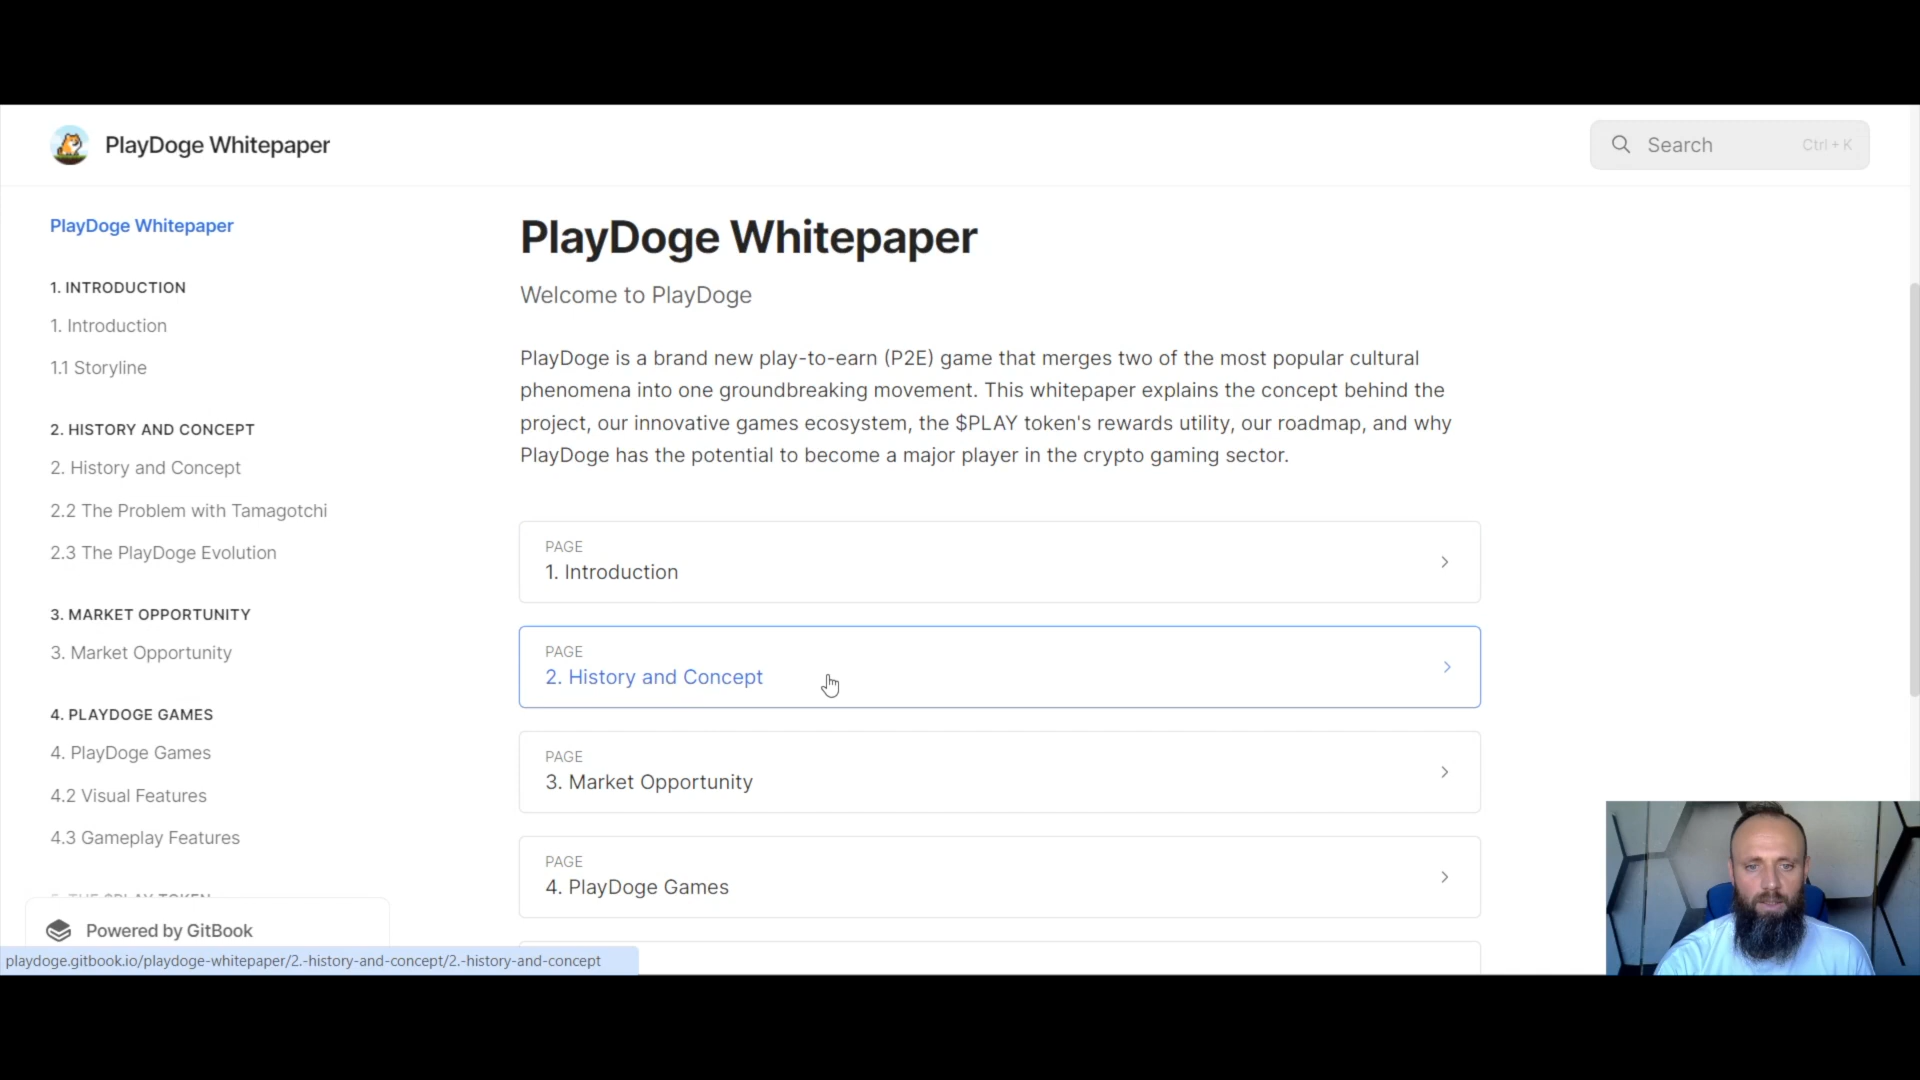 PlayDoge Whitepaper
Search
Ctrl + K
PlayDoge Whitepaper
1. INTRODUCTION
1. Introduction
1.1 Storyline
2. HISTORY AND CONCEPT
2. History and Concept
2.2 The Problem with Tamagotchi
2.3 The PlayDoge Evolution
3. MARKET OPPORTUNITY
3. Market Opportunity
4. PLAYDOGE GAMES
4. PlayDoge Games
4.2 Visual Features
4.3 Gameplay Features
Powered by GitBook
playdoge.gitbook.io/playdoge-whitepaper/2.-history-and-concept/2.-history-and-concept
PlayDoge Whitepaper
Welcome to PlayDoge
PlayDoge is a brand new play-to-earn (P2E) game that merges two of the most popular cultural
phenomena into one groundbreaking movement. This whitepaper explains the concept behind the
project, our innovative games ecosystem, the $PLAY token's rewards utility, our roadmap, and why
PlayDoge has the potential to become a major player in the crypto gaming sector.
PAGE
1. Introduction
PAGE
2. History and Concept
PAGE
3. Market Opportunity
PAGE
4. PlayDoge Games